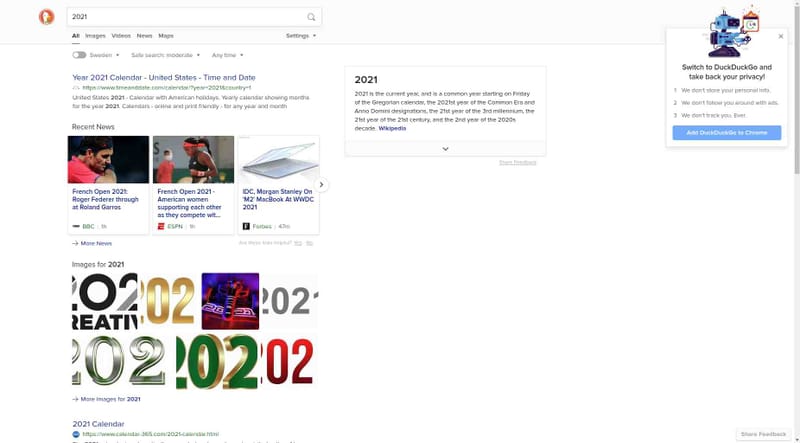 2021
All Images Videos News Maps
Settings
Sweden
Safe search: moderate
Any time
Year 2021 Calendar - United States - Time and Date
https://www.timeanddate.com/calendar/?year=2021&country=1
United States 2021 - Calendar with American holidays. Yearly calendar showing months
for the year 2021. Calendars - online and print friendly - for any year and month
Recent News
French Open 2021:
Roger Federer through
at Roland Garros
BBC 1h
French Open 2021 -
American women
supporting each other
as they compete wit...
ESPN 1h
IDC, Morgan Stanley On
'M2' MacBook At WWDC
2021
Forbes 47m
More News
Are these links helpful? Yes No
Images for 2021
202
REATIV
202
2021
2021
202
202
202
More Images for 2021
2021 Calendar
https://www.calendar-365.com/2021-calendar.html
2021
2021 is the current year, and is a common year starting on Friday
of the Gregorian calendar, the 2021st year of the Common Era and
Anno Domini designations, the 21st year of the 3rd millennium, the
21st year of the 21st century, and the 2nd year of the 2020s
decade. Wikipedia
Share Feedback
Switch to DuckDuckGo and
take back your privacy!
1 We don't store your personal info.
2 We don't follow you around with ads.
3 We don't track you. Ever.
Add DuckDuckGo to Chrome
Share Feedback